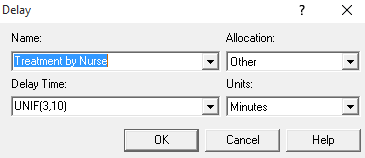 Delay
? ×
Name:
Allocation:
Treatment by Nurse
Other
Delay Time:
Units:
UNIF(3,10)
Minutes
OK
Cancel
Help